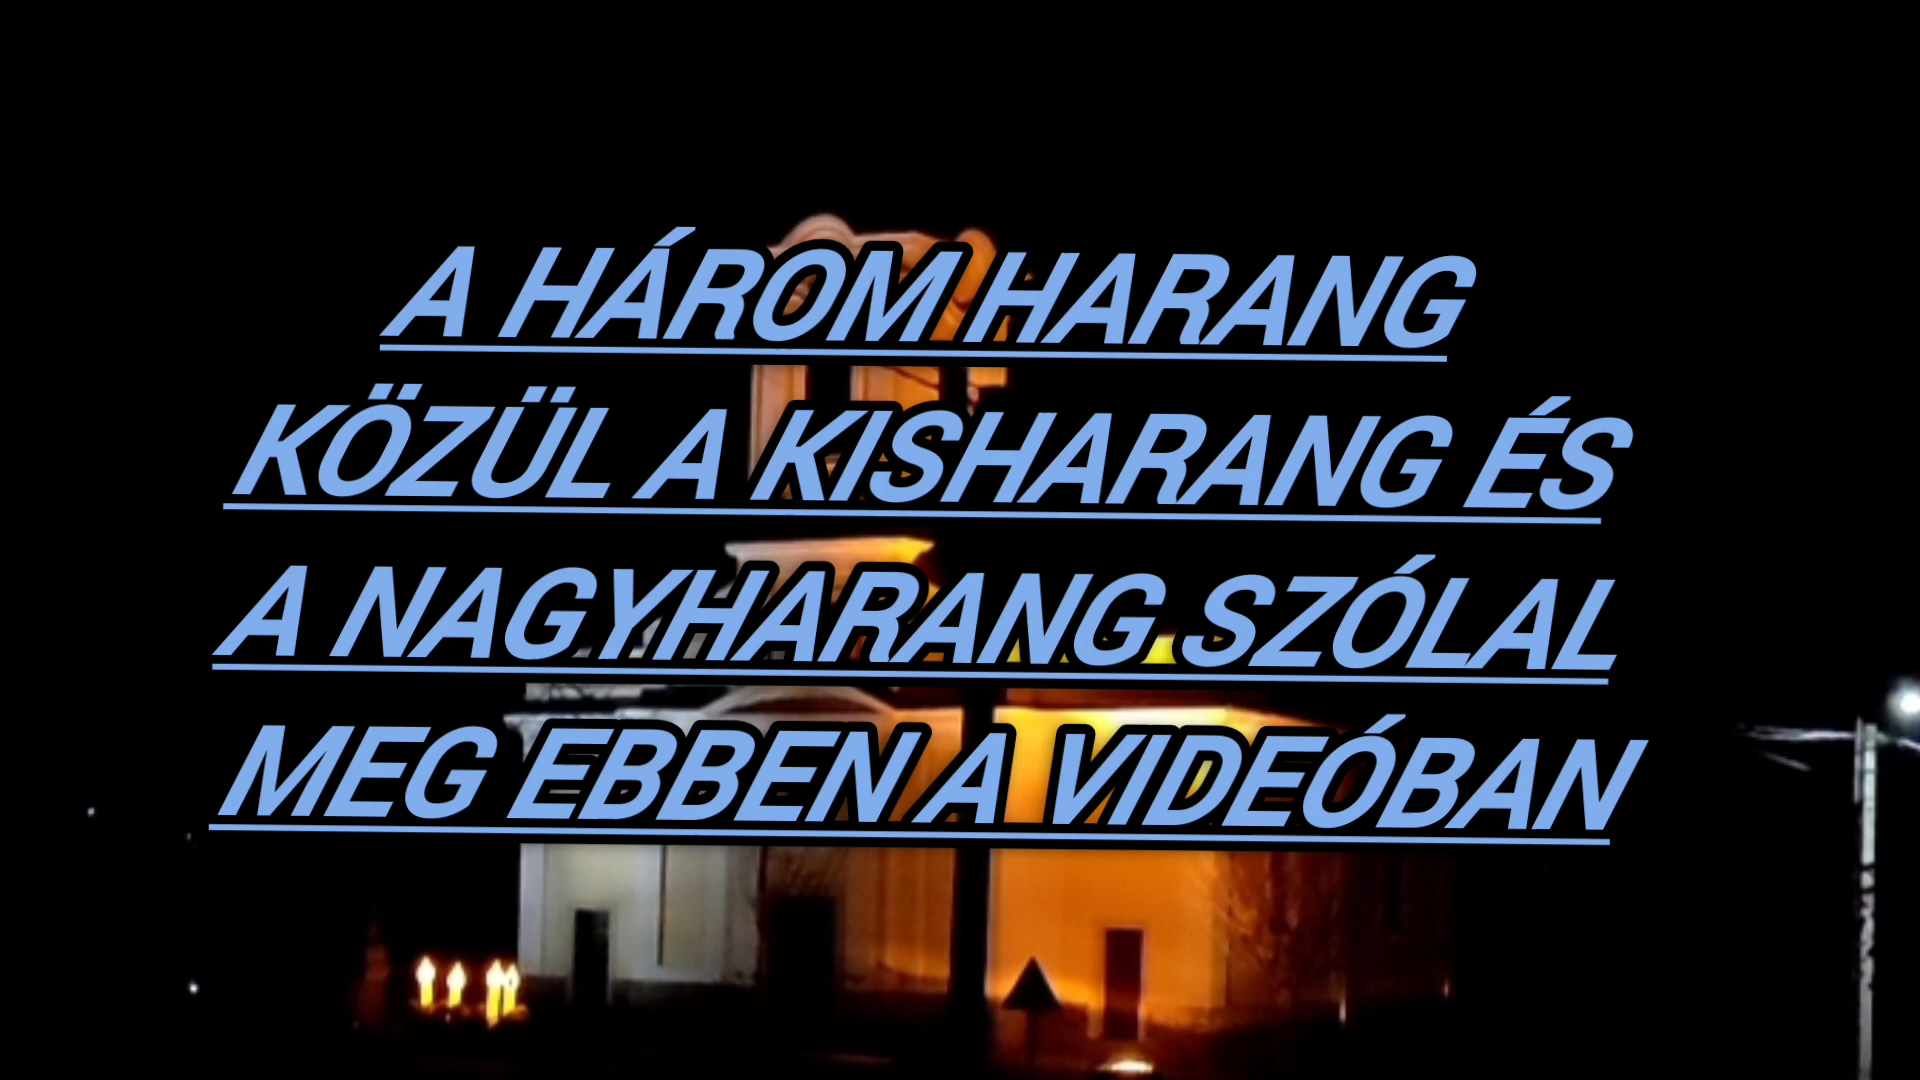 A HÁROM HARANG
KÖZÜL A KISHARANG ÉS
A NAGYHARANG SZÓLAL
MEG EBBEN A VIDEÓBAN